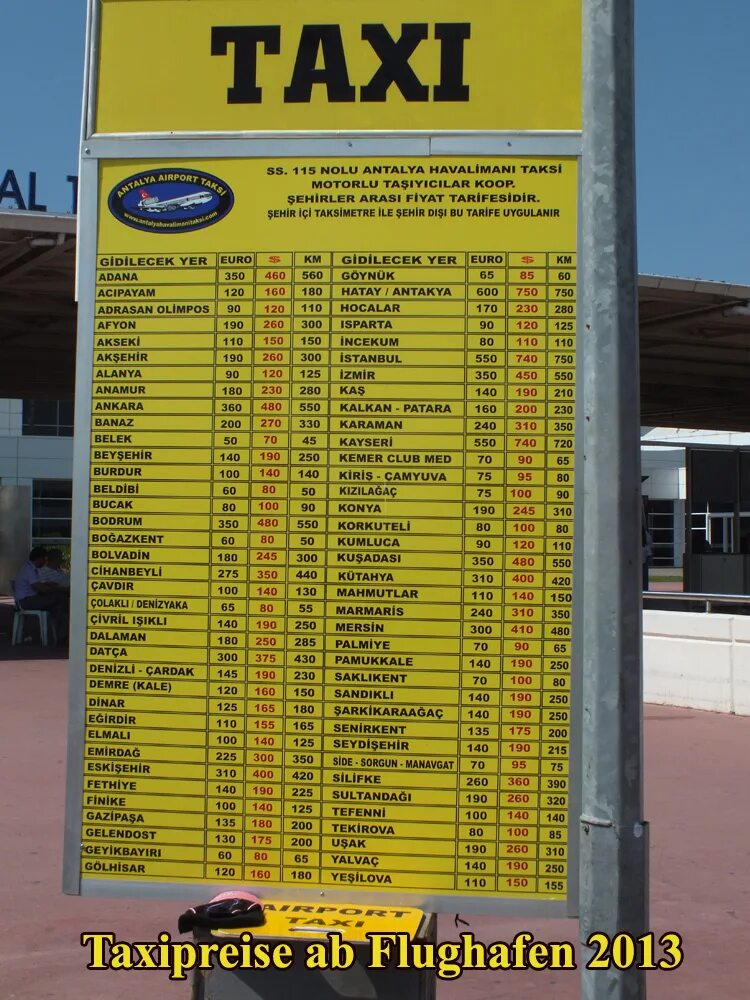 TAXI
AL T
ANTALYA AIRPORT TAKSİ
www.antalyahavalimanitaksi.com
SS. 115 NOLU ANTALYA HAVALİMANI TAKSİ
MOTORLU TAŞIYICILAR KOOP.
ŞEHİRLER ARASI FİYAT TARİFESİDİR.
ŞEHİR İÇİ TAKSİMETRE İLE ŞEHİR DIŞI BU TARİFE UYGULANIR
GİDİLECEK YER EURO $ KM GİDİLECEK YER EURO $ KM
ADANA 350 460 560 GÖYNÜK 65 85 60
ACIPAYAM 120 160 180 HATAY / ANTAKYA 600 750 750
ADRASAN OLİMPOS 90 120 110 HOCALAR 170 230 280
AFYON 190 260 300 ISPARTA 90 120 125
AKSEKİ 110 150 150 İNCEKUM 80 110 110
AKŞEHİR 190 260 300 İSTANBUL 550 740 750
ALANYA 90 120 125 İZMİR 350 450 550
ANAMUR 180 230 280 KAŞ 140 190 210
ANKARA 360 480 550 KALKAN - PATARA 160 200 230
BANAZ 200 270 330 KARAMAN 240 310 350
BELEK 50 70 45 KAYSERİ 550 740 720
BEYŞEHİR 140 190 250 KEMER CLUB MED 70 90 65
BURDUR 100 140 140 KİRİŞ - ÇAMYUVA 75 95 80
BELDİBİ 60 80 50 KIZILAĞAÇ 75 100 90
BUCAK 80 100 90 KONYA 190 245 310
BODRUM 350 480 550 KORKUTELİ 80 100 80
BOĞAZKENT 60 80 50 KUMLUCA 90 120 110
BOLVADİN 180 245 300 KUŞADASI 350 480 550
CİHANBEYLİ 275 350 440 KÜTAHYA 310 400 420
ÇAVDIR 100 140 130 MAHMUTLAR 110 140 150
ÇOLAKLI / DENİZYAKA 65 80 55 MARMARİS 240 310 350
ÇİVRİL IŞIKLI 140 190 250 MERSİN 300 410 480
DALAMAN 180 250 285 PALMİYE 70 90 65
DATÇA 300 375 430 PAMUKKALE 140 190 250
DENİZLİ - ÇARDAK 145 190 230 SAKLIKENT 70 100 80
DEMRE (KALE) 120 160 150 SANDIKLI 140 190 250
DİNAR 125 165 180 ŞARKİKARAAĞAÇ 140 190 250
EĞİRDİR 110 155 165 SENİRKENT 135 175 200
ELMALI 100 140 125 SEYDİŞEHİR 140 190 215
EMİRDAĞ 225 300 350 SİDE - SORGUN - MANAVGAT 70 95 75
ESKİŞEHİR 310 400 420 SİLİFKE 260 360 390
FETHİYE 140 190 225 SULTANDAĞI 190 260 320
FİNİKE 100 140 125 TEFENNİ 100 140 140
GAZİPAŞA 135 180 200 TEKİROVA 80 100 85
GELENDOST 130 175 200 UŞAK 190 260 310
GEYİKBAYIRI 60 80 65 YALVAÇ 140 190 250
GÖLHİSAR 120 160 180 YEŞİLOVA 110 150 155
AIRPORT
TAXI
Taxipreise ab Flughafen 2013